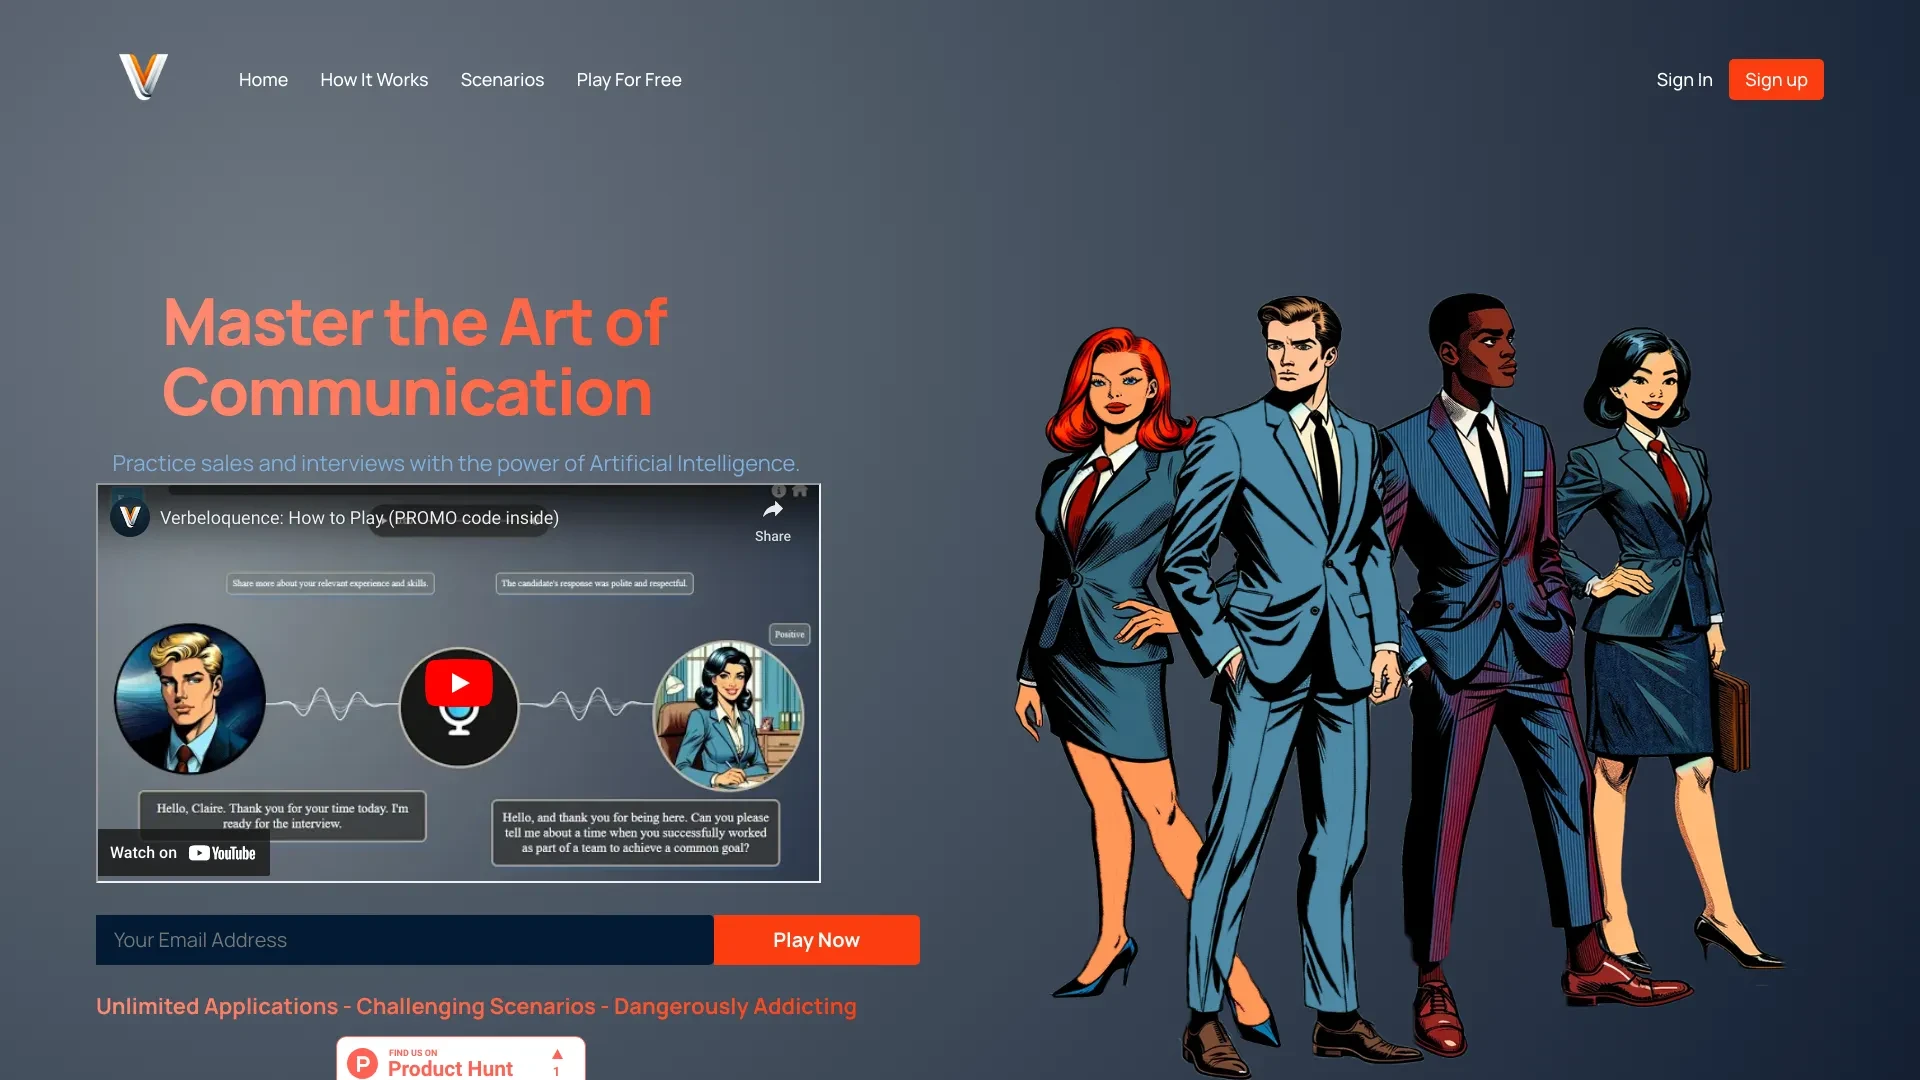 Home
How It Works
Scenarios
Play For Free
Sign In
Sign up
Master the Art of
Communication
Practice sales and interviews with the power of Artificial Intelligence.
Verbeloquence: How to Play (PROMO code inside)
Share
Share more about your relevant experience and skills.
The candidate's response was polite and respectful.
Positive
Hello, Claire. Thank you for your time today. I'm
ready for the interview.
Hello, and thank you for being here. Can you please
tell me about a time when you successfully worked
as part of a team to achieve a common goal?
Watch on YouTube
Your Email Address
Play Now
Unlimited Applications - Challenging Scenarios - Dangerously Addicting
P
FIND US ON
Product Hunt
▲
1